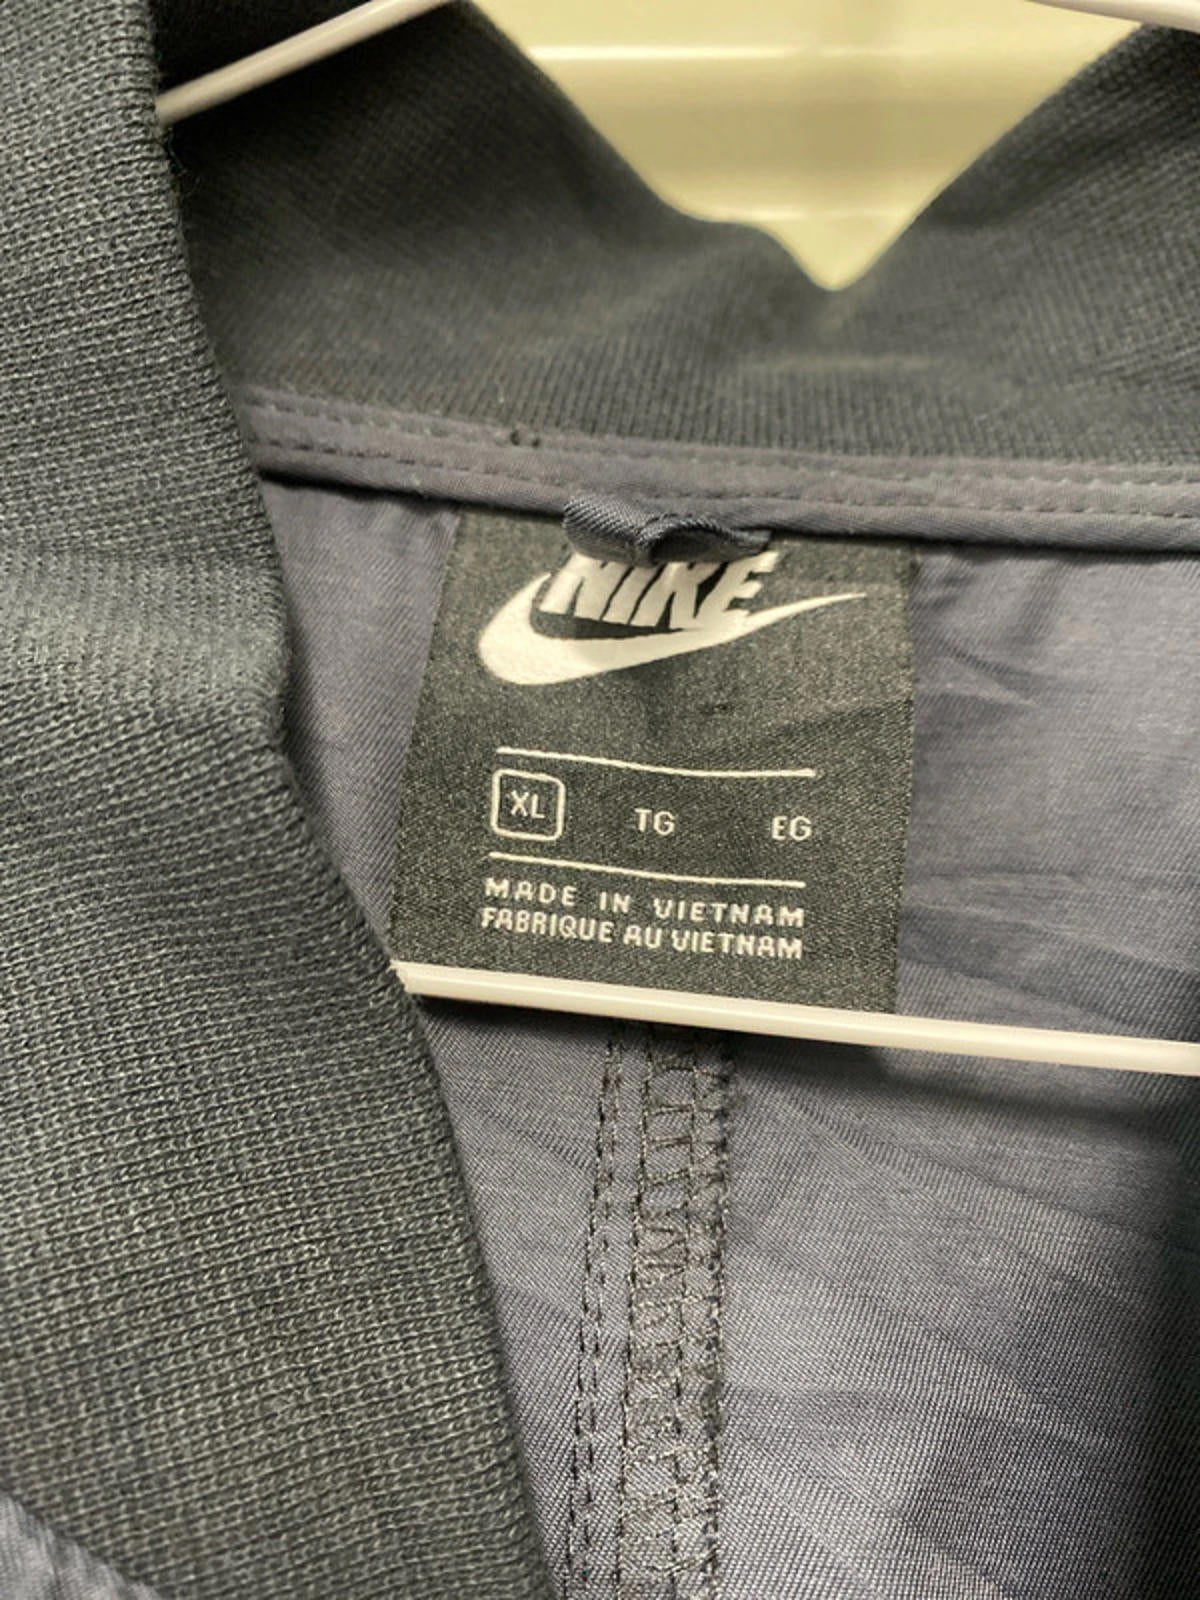 NIKE
XL TG EG
MADE IN VIETNAM
FABRIQUE AU VIETNAM